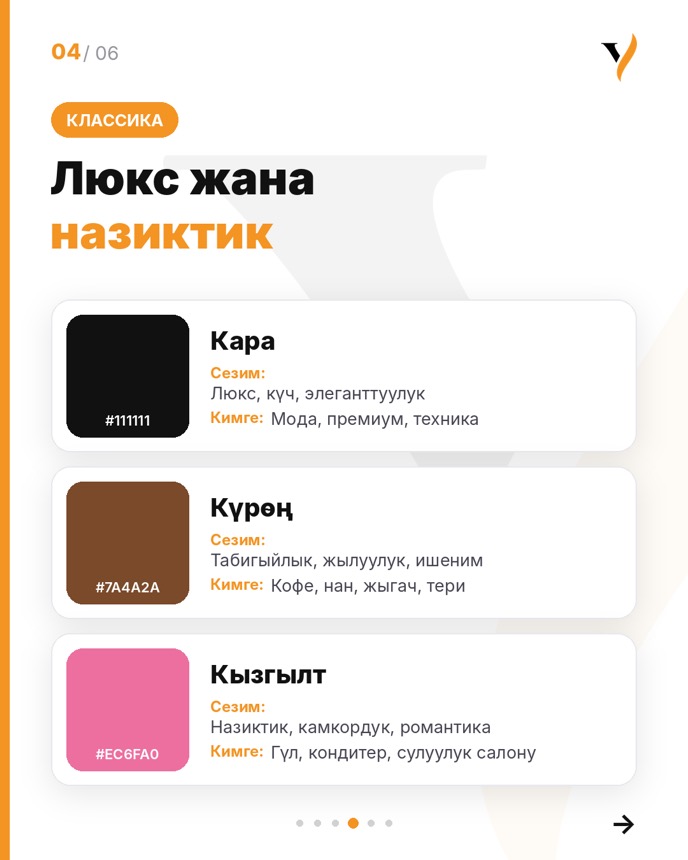 04 / 06
КЛАССИКА
Люкс жана
назиктик
Кара
Сезим:
Люкс, күч, элеганттуулук
Кимге: Мода, премиум, техника
#111111
Күрөң
Сезим:
Табигыйлык, жылуулук, ишеним
Кимге: Кофе, нан, жыгач, тери
#7A4A2A
Кызгылт
Сезим:
Назиктик, камкордук, романтика
Кимге: Гүл, кондитер, сулуулук салону
#EC6FA0